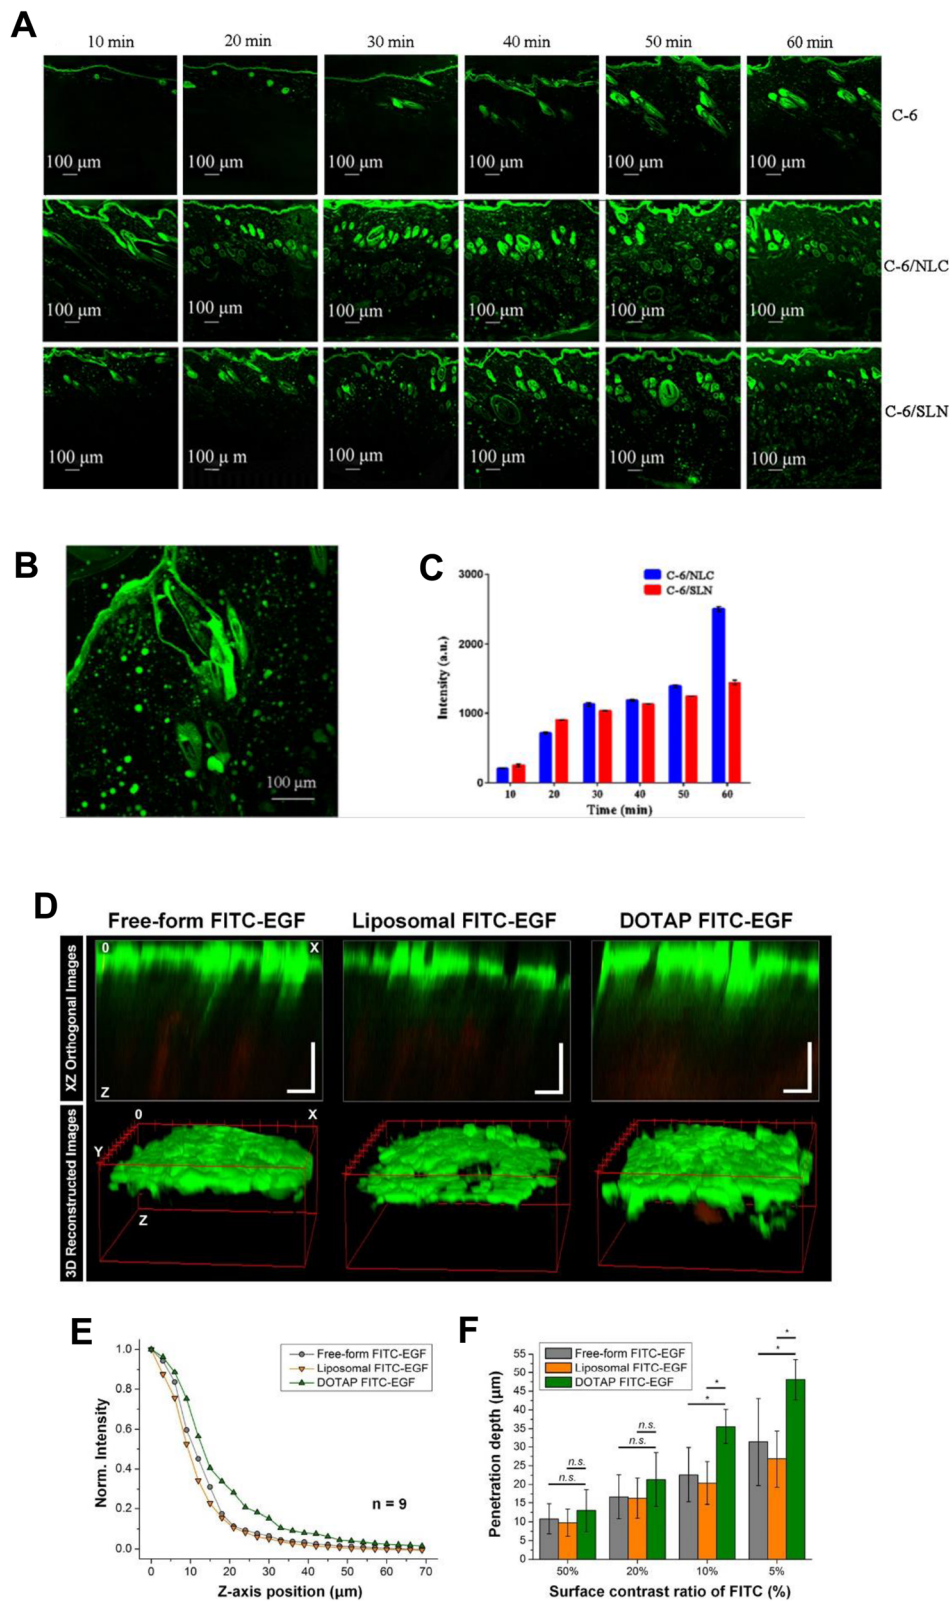 A
10 min 20 min 30 min 40 min 50 min 60 min
100 μm 100 μm 100 μm 100 μm 100 μm 100 μm
C-6
100 μm 100 μm 100 μm 100 μm 100 μm 100 μm
C-6/NLC
100 μm 100 μ m 100 μm 100 μm 100 μm 100 μm
C-6/SLN
B
100 μm
C
C-6/NLC
C-6/SLN
Intensity (a.u.)
3000
2000
1000
0
10 20 30 40 50 60
Time (min)
D
Free-form FITC-EGF Liposomal FITC-EGF DOTAP FITC-EGF
XZ Orthogonal Images
0 X
Z
3D Reconstructed Images
0 X
Y
Z
E
Free-form FITC-EGF
Liposomal FITC-EGF
DOTAP FITC-EGF
Norm. Intensity
1.0
0.8
0.6
0.4
0.2
0.0
n = 9
0 10 20 30 40 50 60 70
Z-axis position (μm)
F
Free-form FITC-EGF
Liposomal FITC-EGF
DOTAP FITC-EGF
Penetration depth (μm)
55
50
45
40
35
30
25
20
15
10
5
0
n.s.
n.s.
n.s.
n.s.
*
*
*
*
50% 20% 10% 5%
Surface contrast ratio of FITC (%)